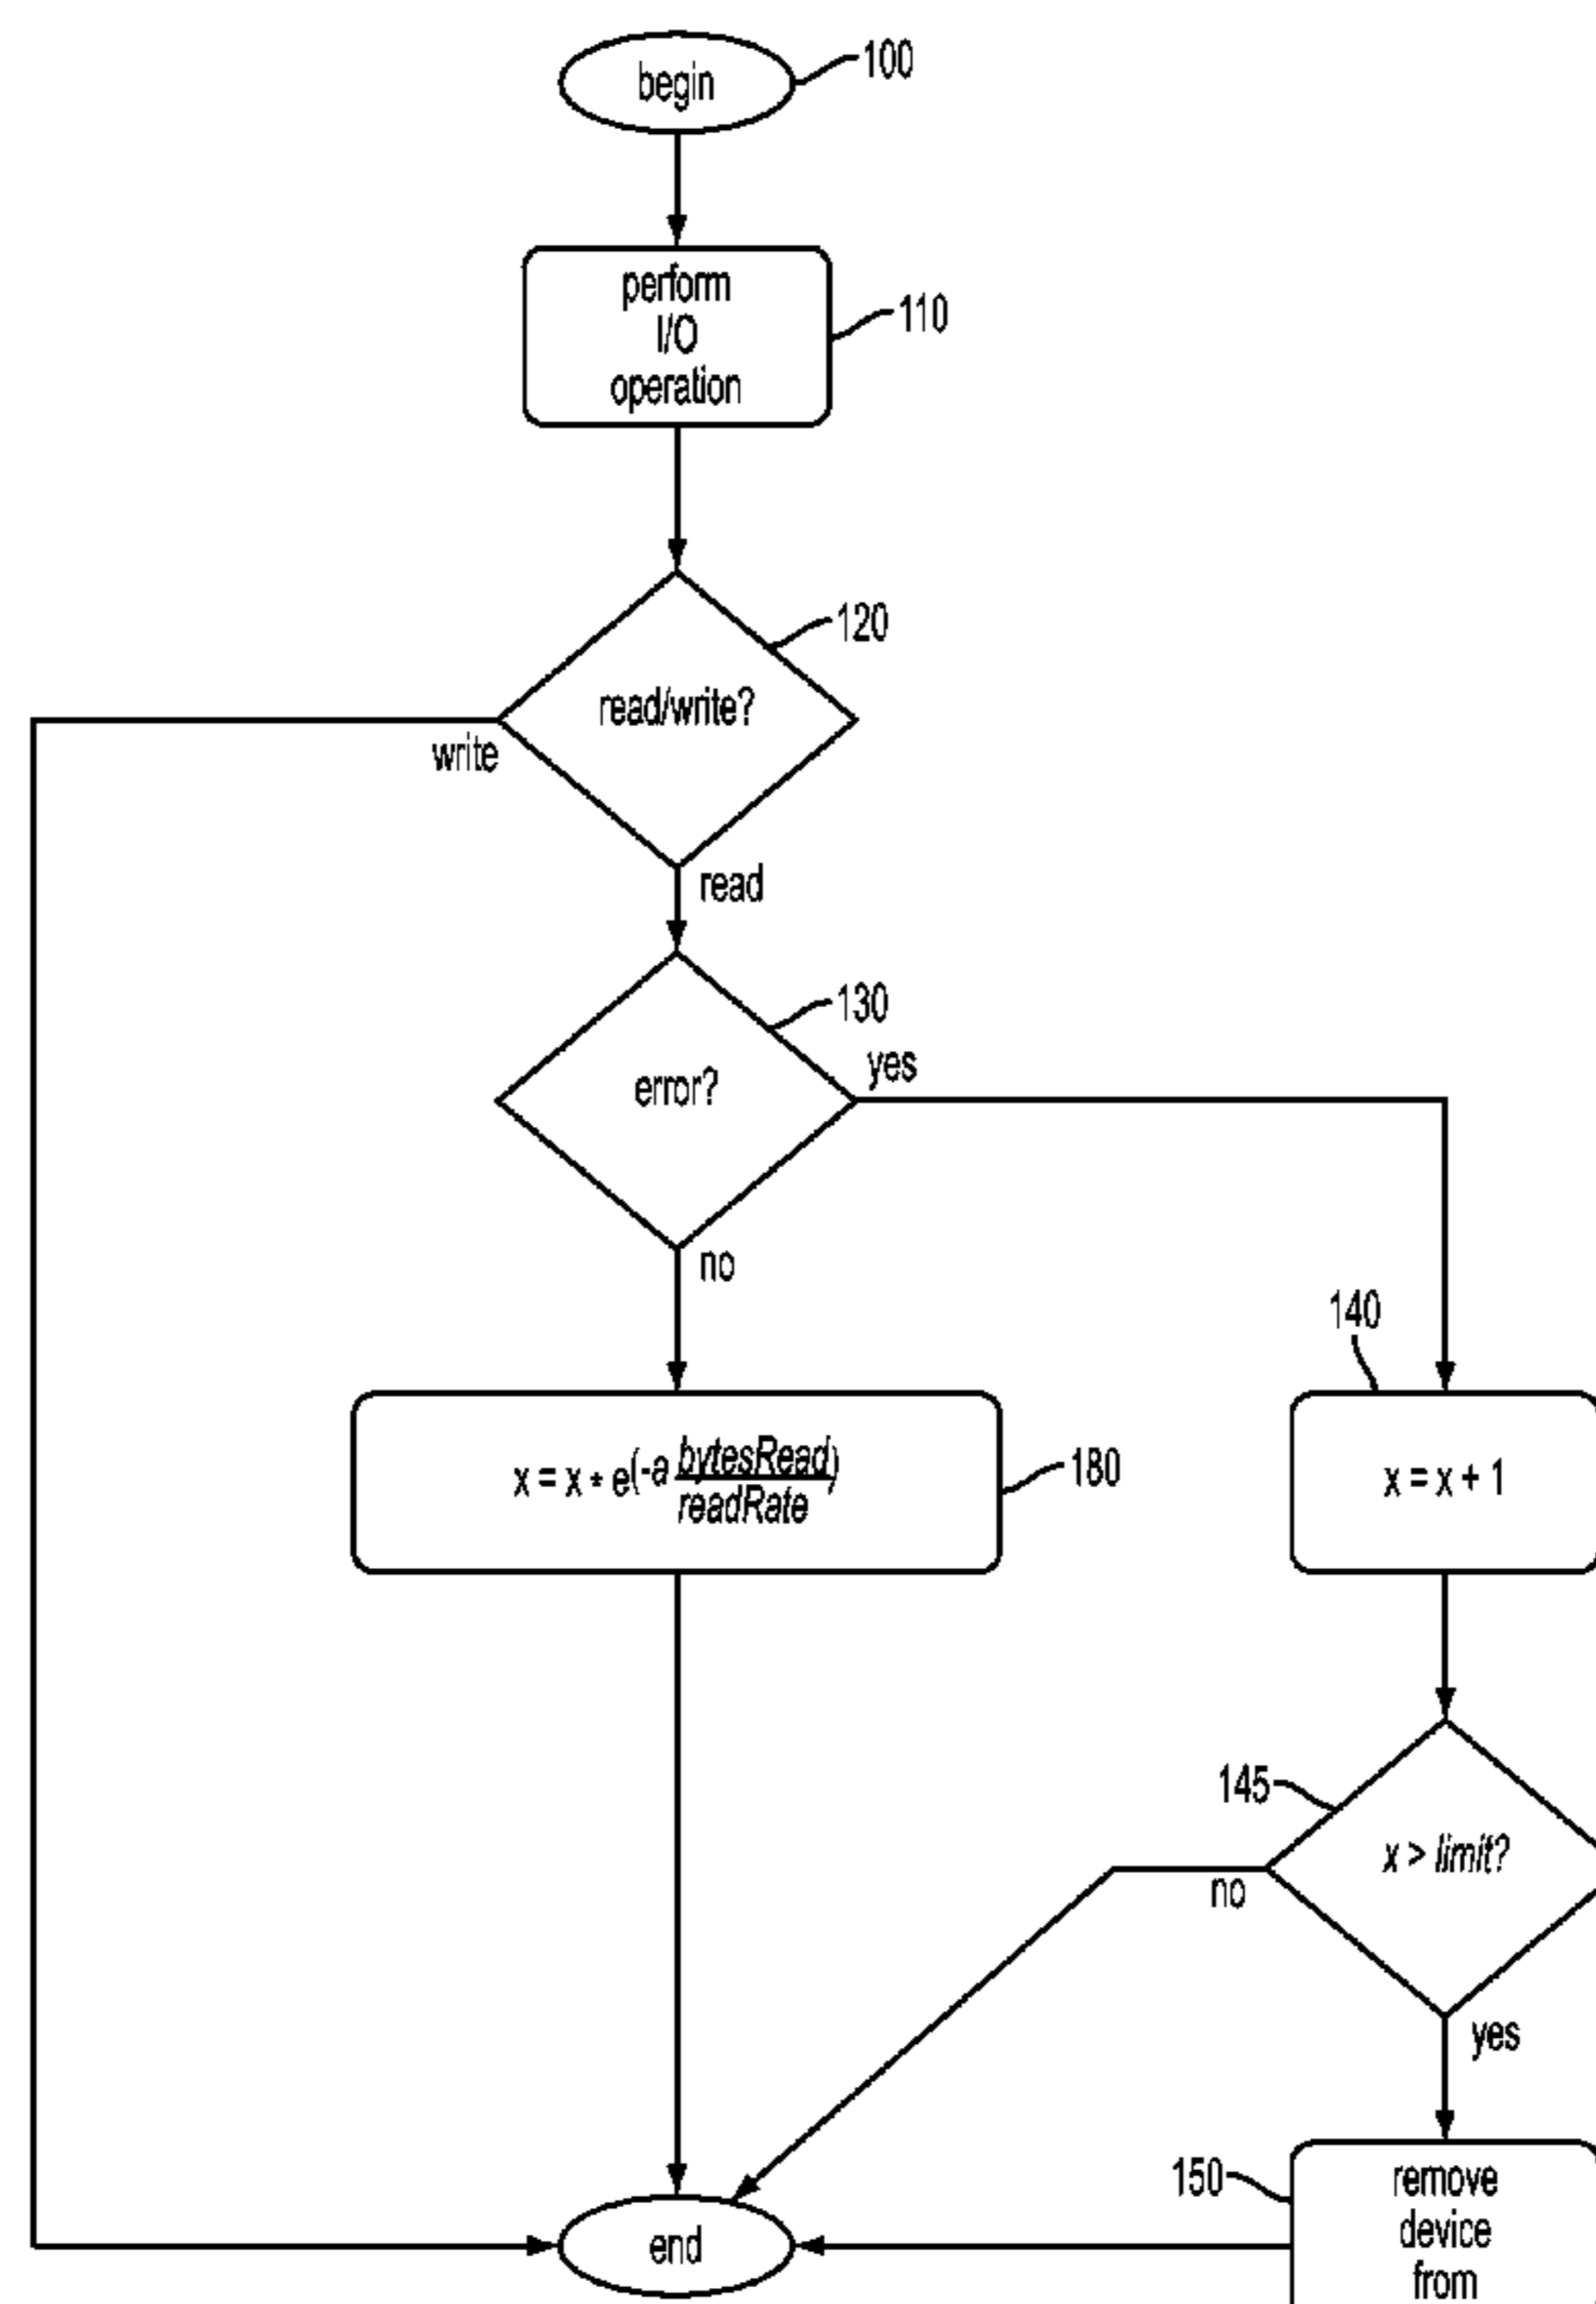 begin
100
perform
I/O
operation
110
120
read/write?
write
read
130
error?
yes
no
140
x = x * e(-a bytesRead/readRate)
180
x = x + 1
145
x > limit?
no
yes
150
remove
device
from
end